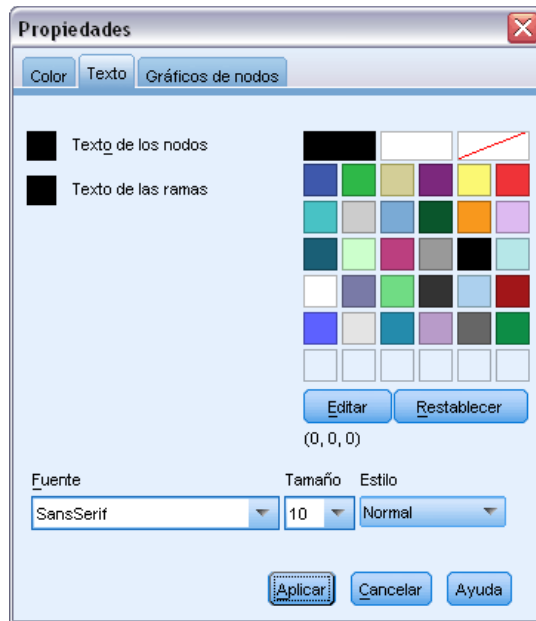 Propiedades
Color Texto Gráficos de nodos
Texto de los nodos
Texto de las ramas
Editar Restablecer
(0, 0, 0)
Fuente Tamaño Estilo
SansSerif 10 Normal
Aplicar Cancelar Ayuda